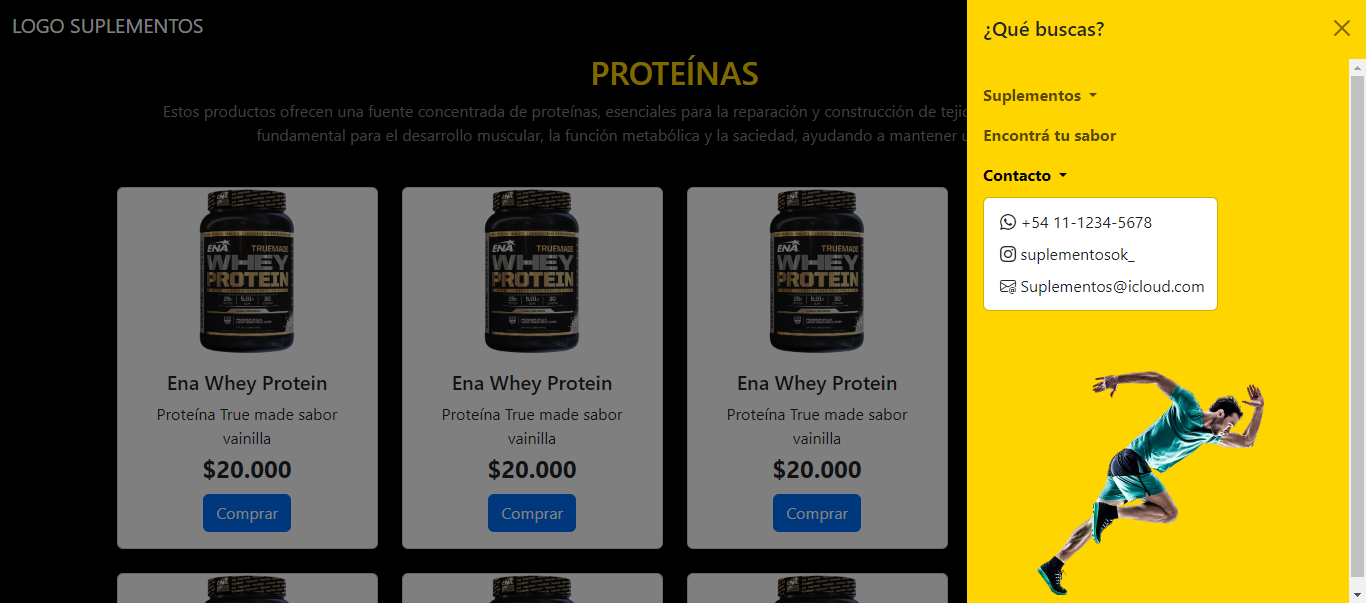 LOGO SUPLEMENTOS
PROTEÍNAS
Estos productos ofrecen una fuente concentrada de proteínas, esenciales para la reparación y construcción de tejid
fundamental para el desarrollo muscular, la función metabólica y la saciedad, ayudando a mantener u
ENA
TRUEMADE
WHEY
PROTEIN
Ena Whey Protein
Proteína True made sabor
vainilla
$20.000
Comprar
ENA
TRUEMADE
WHEY
PROTEIN
Ena Whey Protein
Proteína True made sabor
vainilla
$20.000
Comprar
ENA
TRUEMADE
WHEY
PROTEIN
Ena Whey Protein
Proteína True made sabor
vainilla
$20.000
Comprar
¿Qué buscas?
Suplementos
Encontrá tu sabor
Contacto
+54 11-1234-5678
suplementosok_
Suplementos@icloud.com